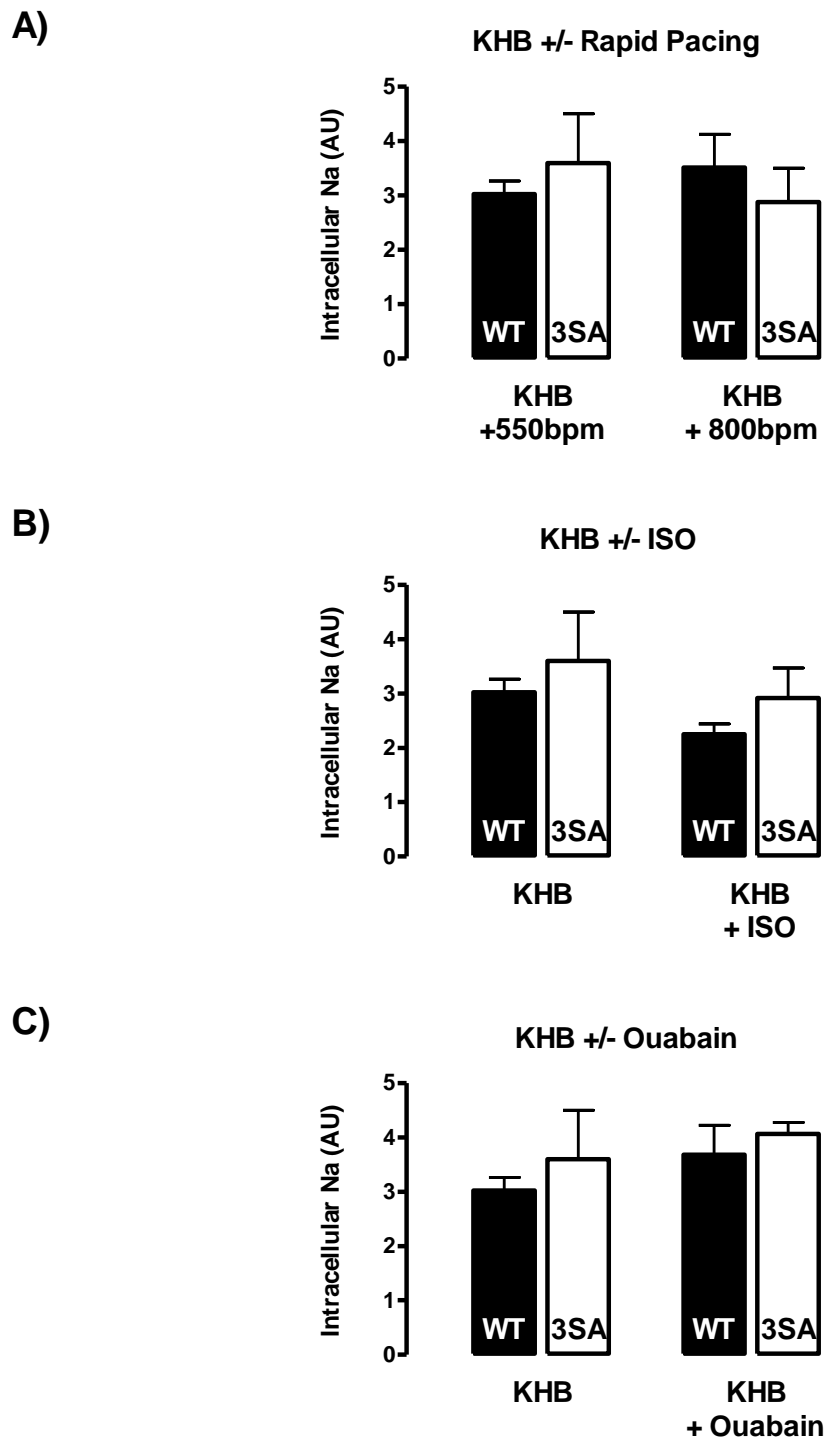 A)
KHB +/- Rapid Pacing
Intracellular Na (AU)
5
4
3
2
1
0
WT
3SA
WT
3SA
KHB
+550bpm
KHB
+ 800bpm
B)
KHB +/- ISO
Intracellular Na (AU)
5
4
3
2
1
0
WT
3SA
WT
3SA
KHB
KHB
+ ISO
C)
KHB +/- Ouabain
Intracellular Na (AU)
5
4
3
2
1
0
WT
3SA
WT
3SA
KHB
KHB
+ Ouabain